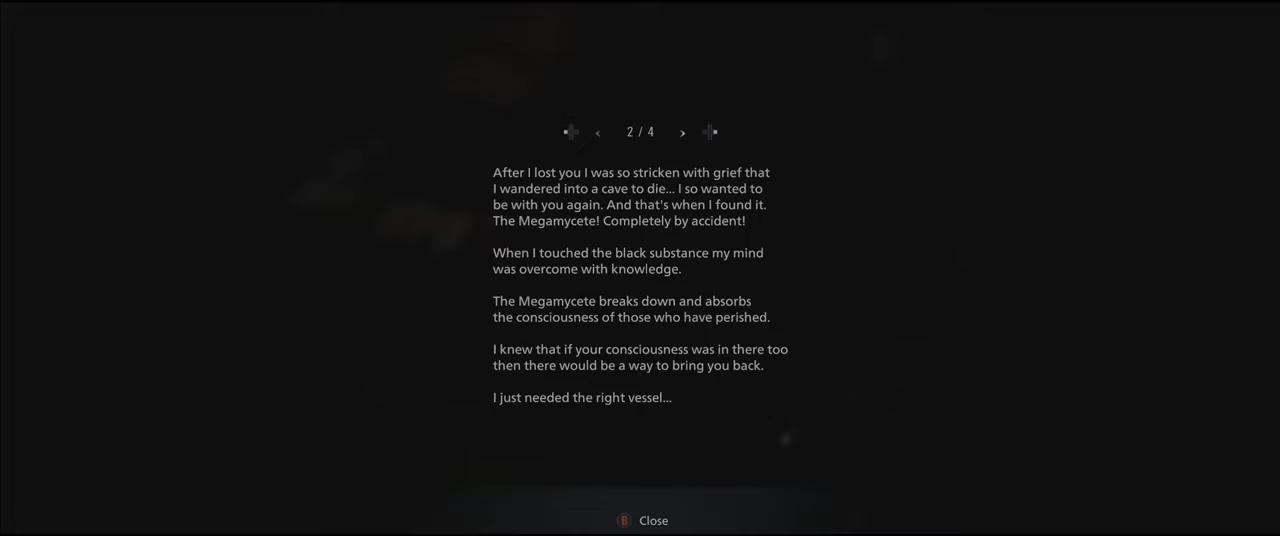 2 / 4
After I lost you I was so stricken with grief that
I wandered into a cave to die... I so wanted to
be with you again. And that's when I found it.
The Megamycete! Completely by accident!
When I touched the black substance my mind
was overcome with knowledge.
The Megamycete breaks down and absorbs
the consciousness of those who have perished.
I knew that if your consciousness was in there too
then there would be a way to bring you back.
I just needed the right vessel...
B Close